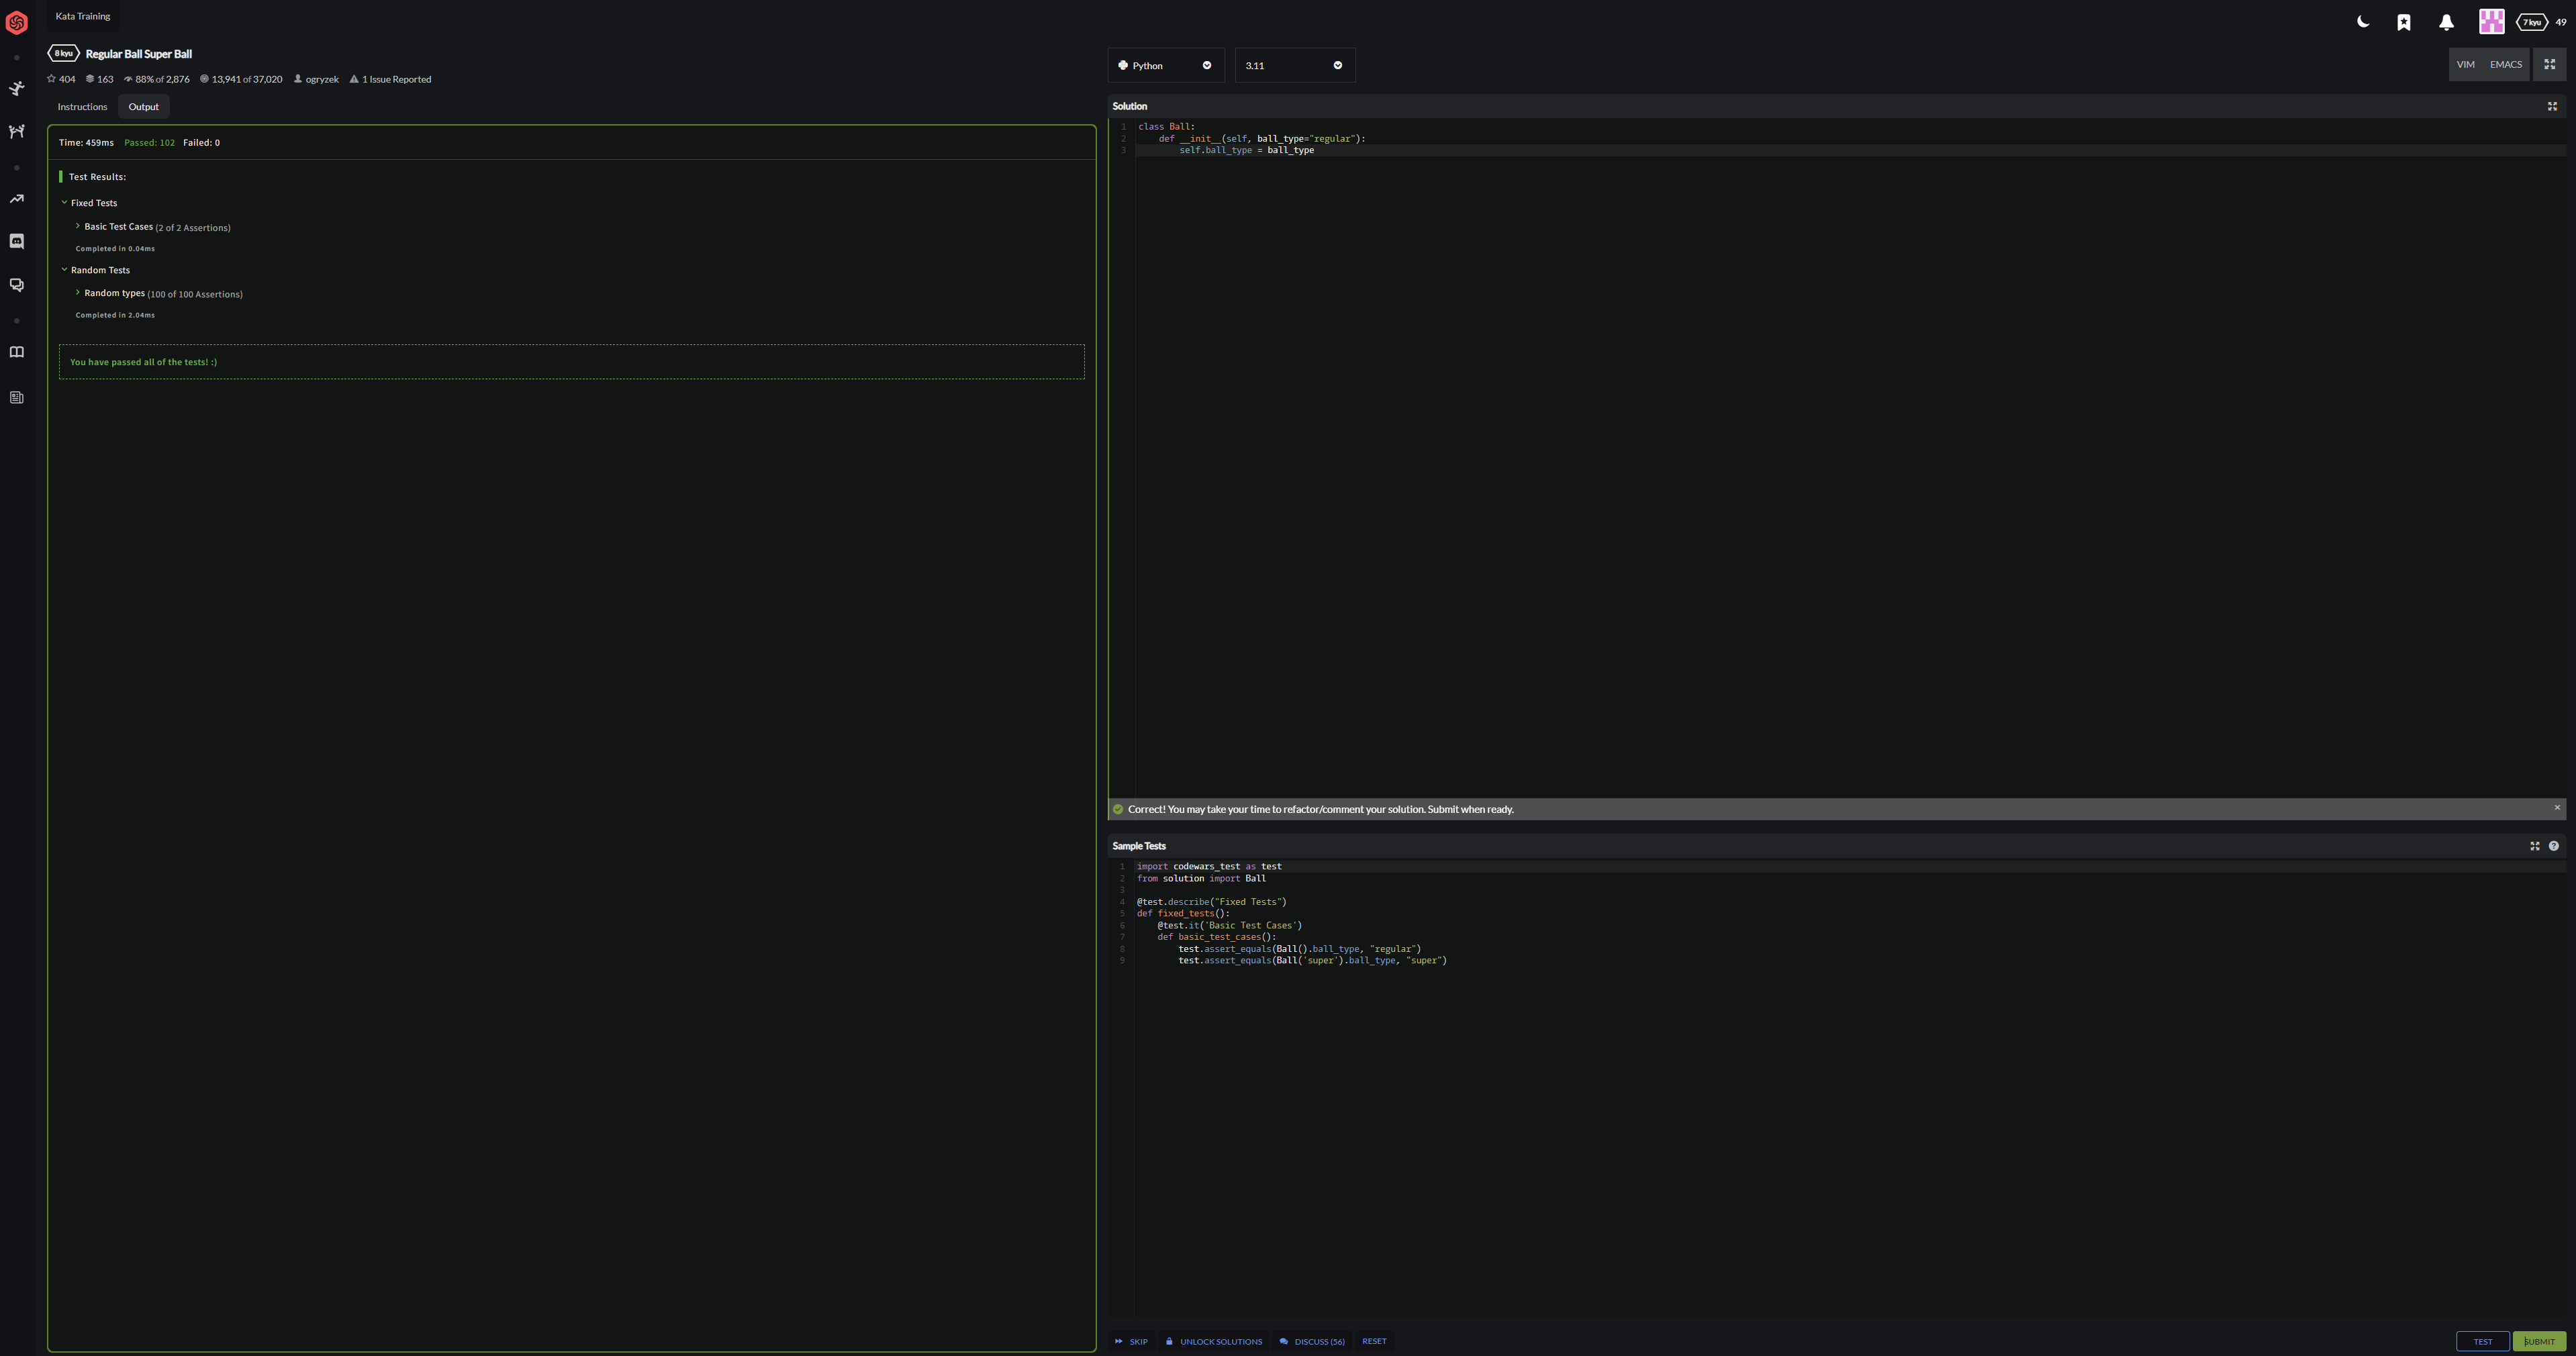 Kata Training
7 kyu 49
8 kyu Regular Ball Super Ball
404 163 88% of 2,876 13,941 of 37,020 ogryzek 1 Issue Reported
Instructions Output
Time: 459ms Passed: 102 Failed: 0
Test Results:
Fixed Tests
Basic Test Cases (2 of 2 Assertions)
Completed in 0.04ms
Random Tests
Random types (100 of 100 Assertions)
Completed in 2.04ms
You have passed all of the tests! :)
Python 3.11 VIM EMACS
Solution
1 class Ball:
2 def __init__(self, ball_type="regular"):
3 self.ball_type = ball_type
Correct! You may take your time to refactor/comment your solution. Submit when ready. ×
Sample Tests
1 import codewars_test as test
2 from solution import Ball
3
4 @test.describe("Fixed Tests")
5 def fixed_tests():
6 @test.it('Basic Test Cases')
7 def basic_test_cases():
8 test.assert_equals(Ball().ball_type, "regular")
9 test.assert_equals(Ball('super').ball_type, "super")
SKIP UNLOCK SOLUTIONS DISCUSS (56) RESET TEST SUBMIT